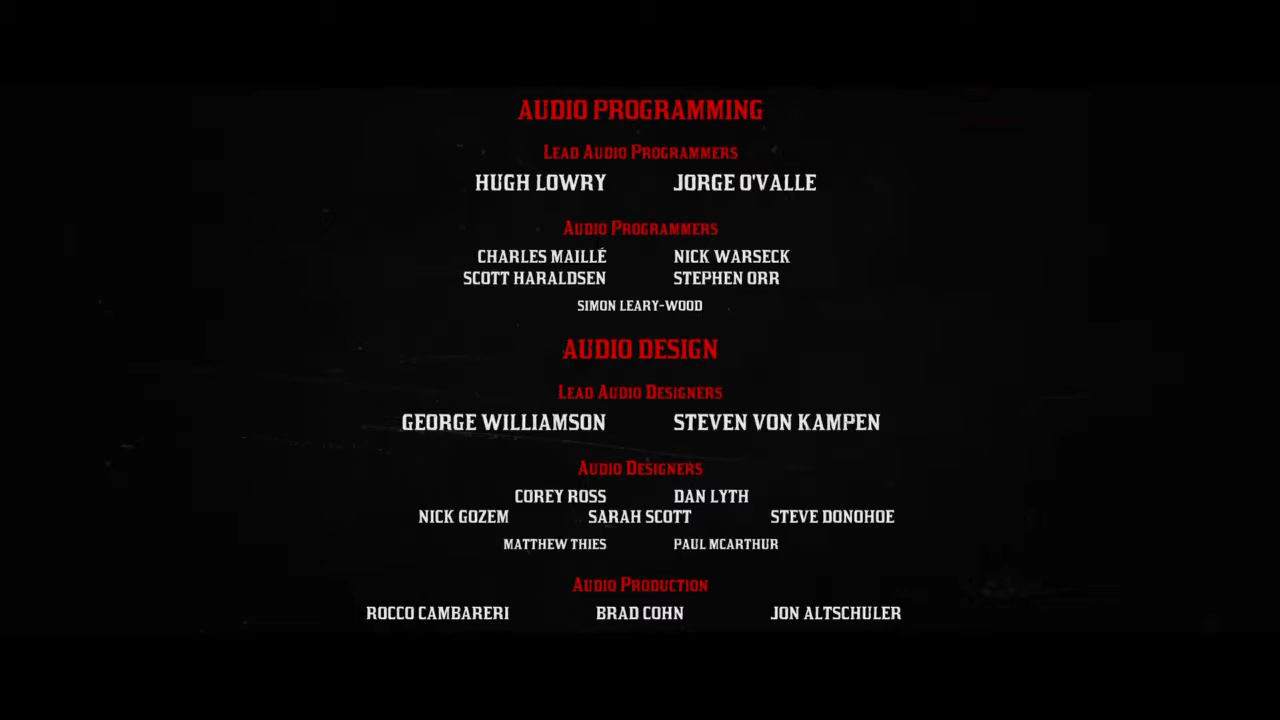 AUDIO PROGRAMMING
LEAD AUDIO PROGRAMMERS
HUGH LOWRY JORGE O'VALLE
AUDIO PROGRAMMERS
CHARLES MAILLÉ NICK WARSECK
SCOTT HARALDSEN STEPHEN ORR
SIMON LEARY-WOOD
AUDIO DESIGN
LEAD AUDIO DESIGNERS
GEORGE WILLIAMSON STEVEN VON KAMPEN
AUDIO DESIGNERS
COREY ROSS DAN LYTH
NICK GOZEM SARAH SCOTT STEVE DONOHOE
MATTHEW THIES PAUL MCARTHUR
AUDIO PRODUCTION
ROCCO CAMBARERI BRAD COHN JON ALTSCHULER